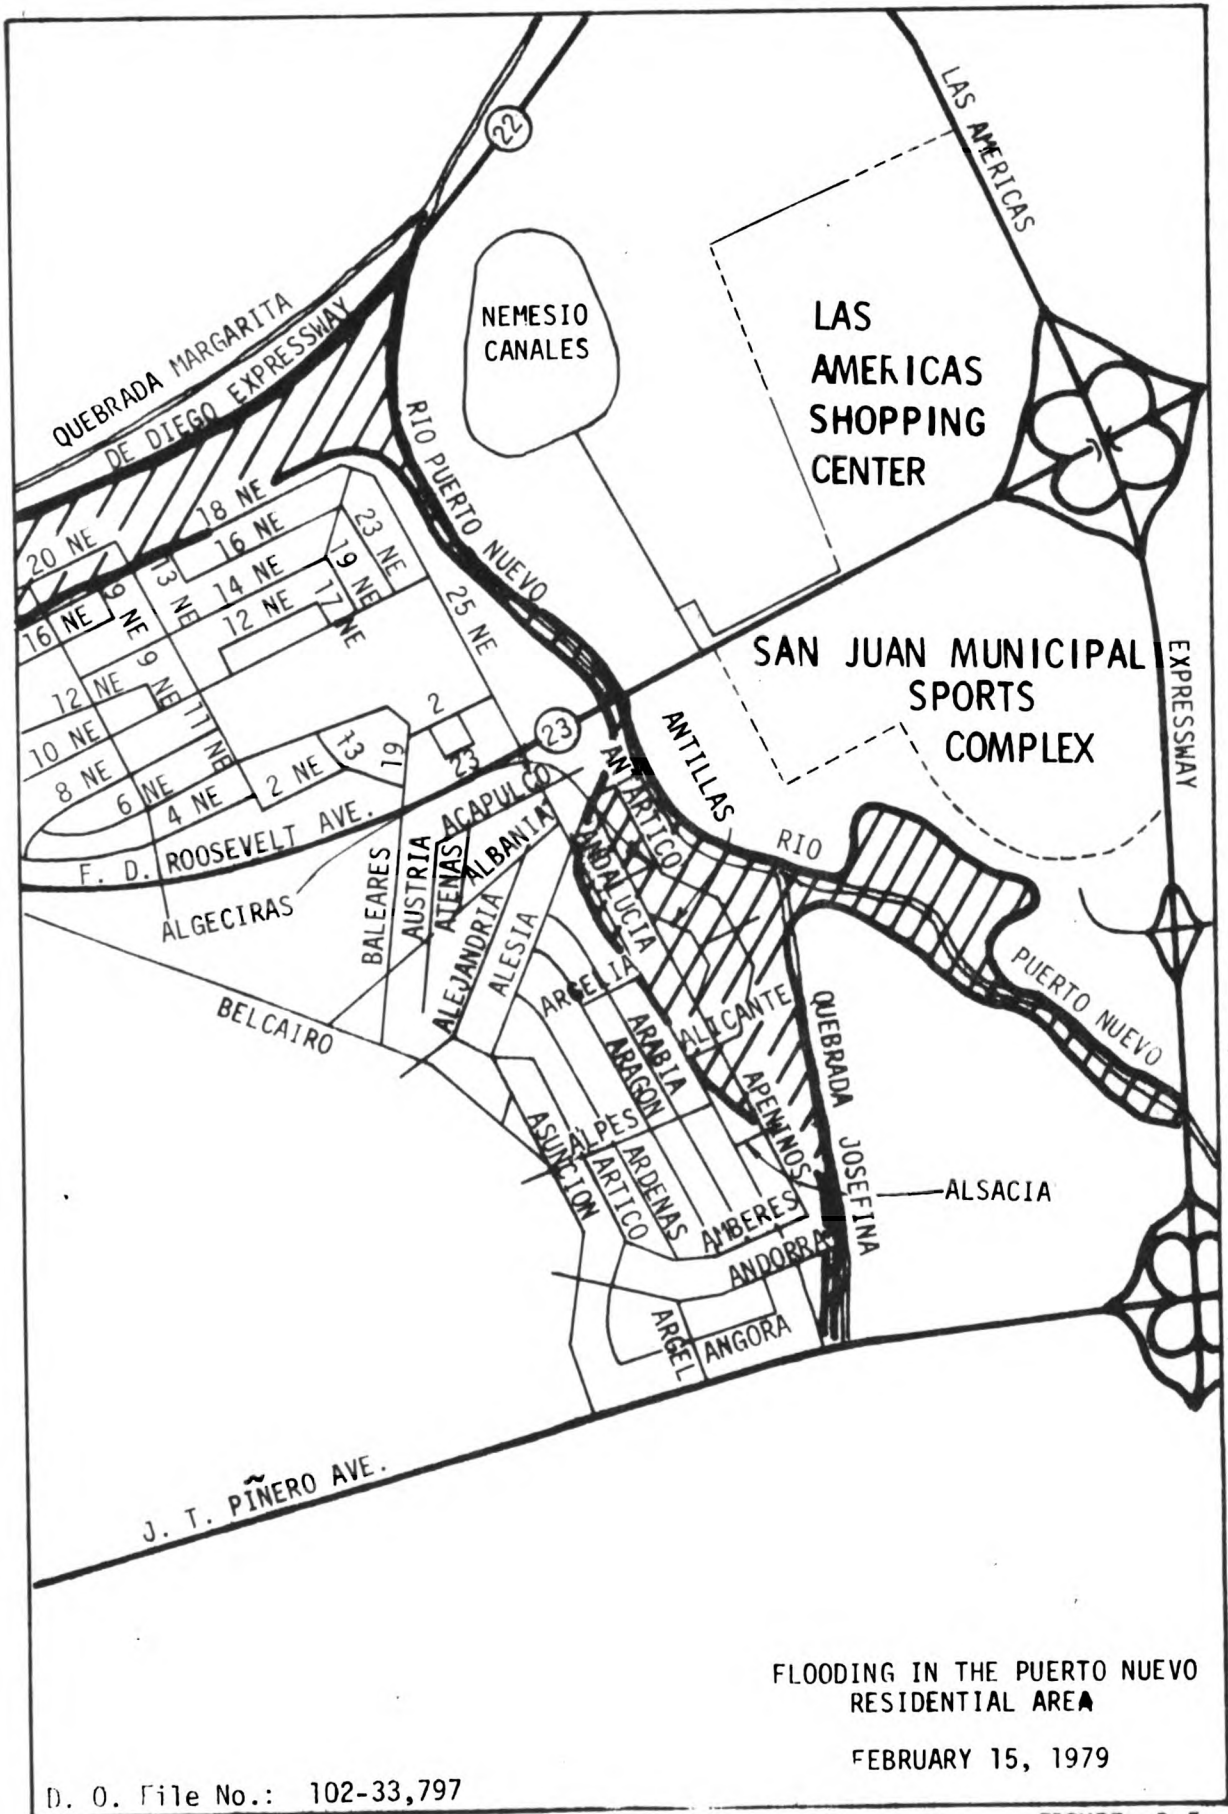 22
LAS AMERICAS
QUEBRADA MARGARITA
DE DIEGO EXPRESSWAY
NEMESIO
CANALES
LAS
AMERICAS
SHOPPING
CENTER
RIO PUERTO NUEVO
20 NE
18 NE
16 NE
14 NE
12 NE
23 NE
19 NE
17 NE
13 NE
9 NE
16 NE
25 NE
12 NE
9 NE
11 NE
10 NE
8 NE
6 NE
4 NE
2 NE
13
19
2
23
23
SAN JUAN MUNICIPAL
SPORTS
COMPLEX
EXPRESSWAY
ANTILLAS
ANTARTICO
F. D. ROOSEVELT AVE.
ACAPULCO
ALBANIA
ATENAS
AUSTRIA
BALEARES
ALGECIRAS
ANDALUCIA
RIO
PUERTO NUEVO
ALEJANDRIA
ALESIA
ARGELIA
ALICANTE
QUEBRADA JOSEFINA
BELCAIRO
ARABIA
ARAGON
APENINOS
ALPES
ASUNCION
ARTICO
ARDENAS
ALSACIA
AMBERES
ANDORRA
ARGEL
ANGORA
J. T. PIÑERO AVE.
FLOODING IN THE PUERTO NUEVO
RESIDENTIAL AREA
FEBRUARY 15, 1979
D. O. File No.: 102-33,797